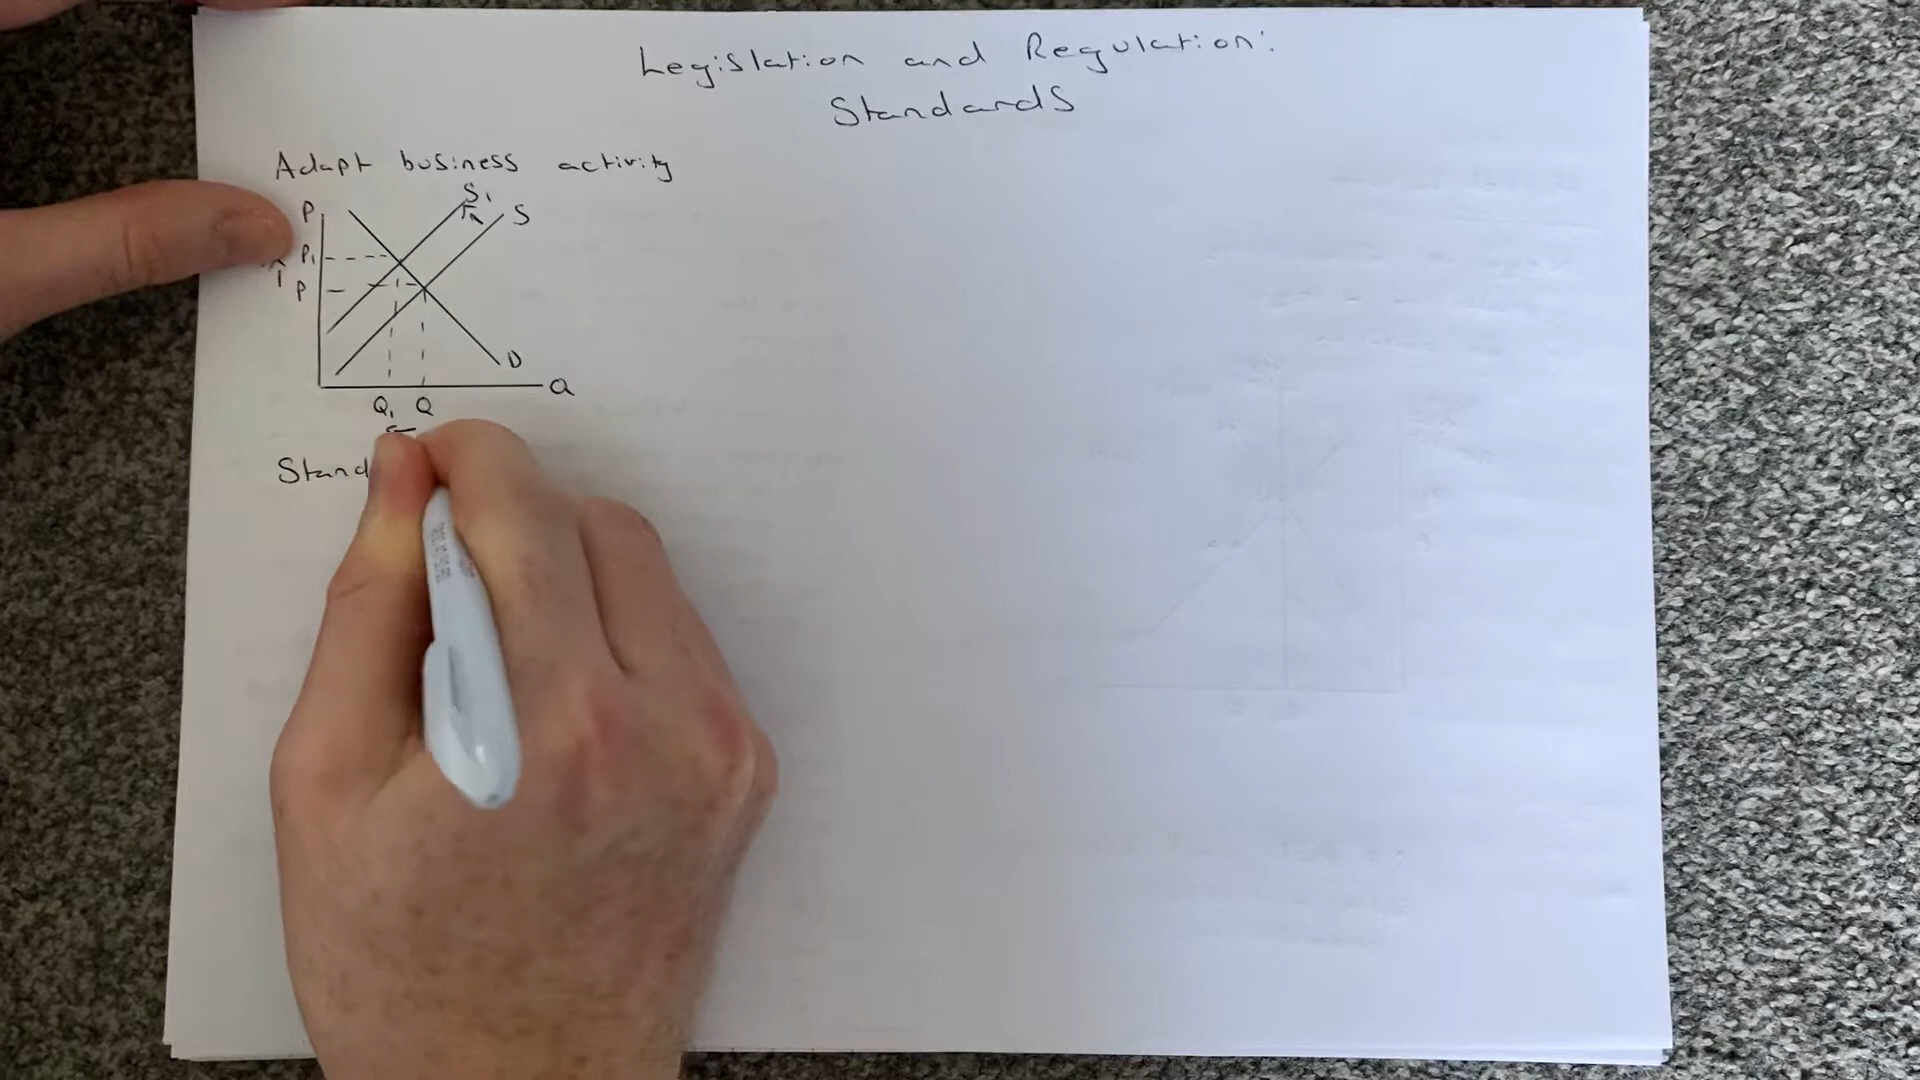 Legislation and Regulation:
Standards
Adapt business activity
P
S₁
S
P₁
P
D
Q
Q₁ Q
Stand